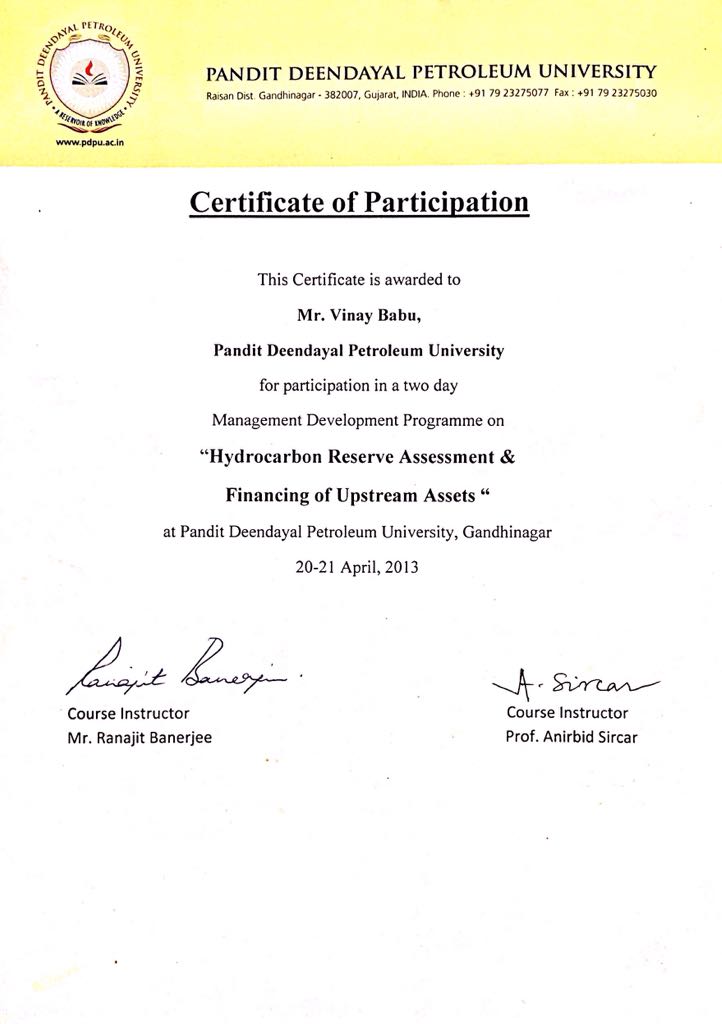 PANDIT DEENDAYAL PETROLEUM UNIVERSITY
• A RESERVOIR OF KNOWLEDGE •
www.pdpu.ac.in
PANDIT DEENDAYAL PETROLEUM UNIVERSITY
Raisan Dist. Gandhinagar - 382007, Gujarat, INDIA. Phone : +91 79 23275077 Fax : +91 79 23275030
Certificate of Participation
This Certificate is awarded to
Mr. Vinay Babu,
Pandit Deendayal Petroleum University
for participation in a two day
Management Development Programme on
“Hydrocarbon Reserve Assessment &
Financing of Upstream Assets “
at Pandit Deendayal Petroleum University, Gandhinagar
20-21 April, 2013
Ranajit Banerjee.
Course Instructor
Mr. Ranajit Banerjee
A. Sircar
Course Instructor
Prof. Anirbid Sircar